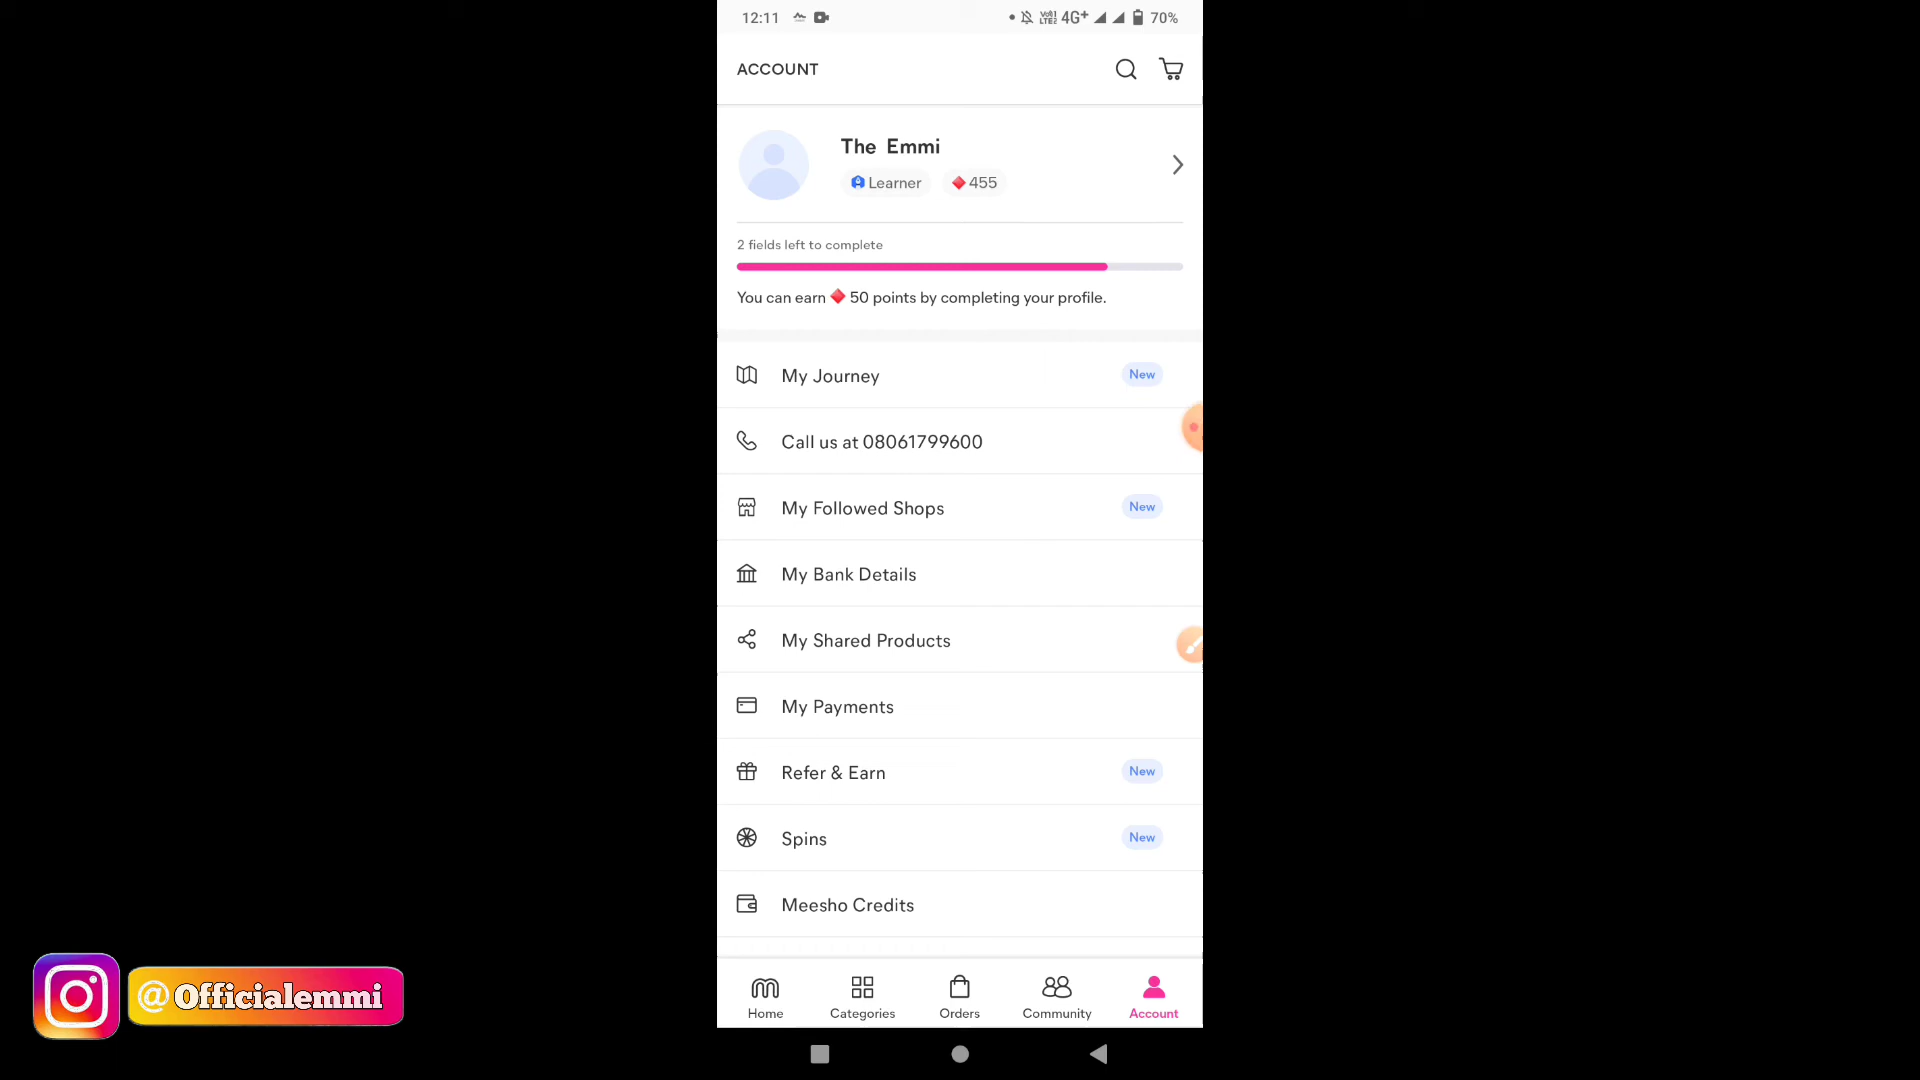 12:11 4G+ 70%
ACCOUNT
The Emmi
Learner 455
2 fields left to complete
You can earn 50 points by completing your profile.
My Journey New
Call us at 08061799600
My Followed Shops New
My Bank Details
My Shared Products
My Payments
Refer & Earn New
Spins New
Meesho Credits
Home Categories Orders Community Account
@Officialemmi